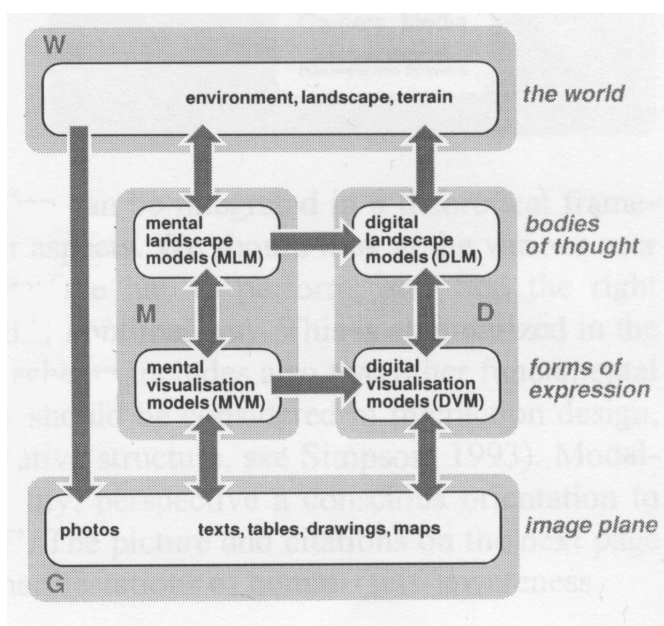 W
environment, landscape, terrain
the world
mental
landscape
models (MLM)
digital
landscape
models (DLM)
bodies
of thought
M
D
mental
visualisation
models (MVM)
digital
visualisation
models (DVM)
forms of
expression
photos
texts, tables, drawings, maps
image plane
G